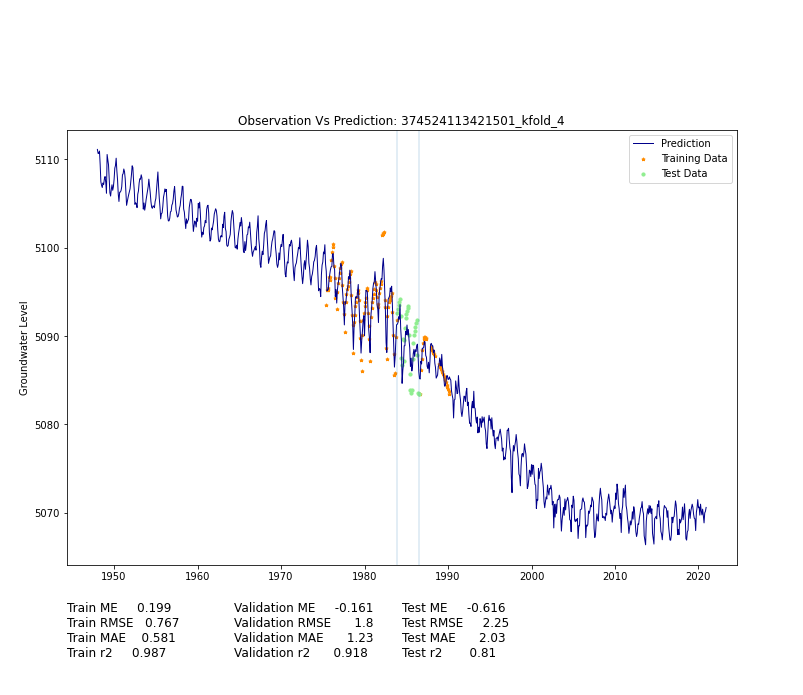 Observation Vs Prediction: 374524113421501_kfold_4
Prediction
Training Data
Test Data
Groundwater Level
5110
5100
5090
5080
5070
1950 1960 1970 1980 1990 2000 2010 2020
Train ME 0.199 Validation ME -0.161 Test ME -0.616
Train RMSE 0.767 Validation RMSE 1.8 Test RMSE 2.25
Train MAE 0.581 Validation MAE 1.23 Test MAE 2.03
Train r2 0.987 Validation r2 0.918 Test r2 0.81